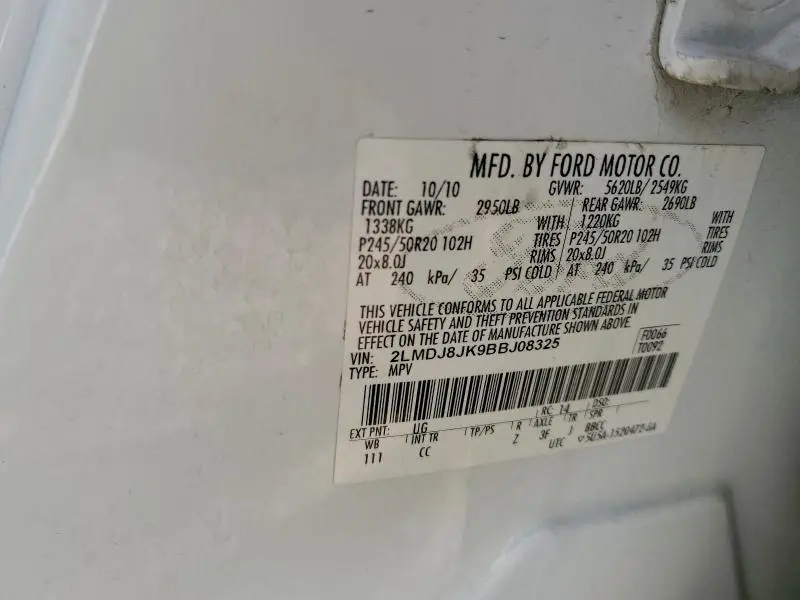 MFD. BY FORD MOTOR CO.
DATE: 10/10 GVWR: 5620LB/ 2549KG
FRONT GAWR: 2950LB REAR GAWR: 2690LB
1338KG WITH 1220KG WITH
P245/50R20 102H TIRES P245/50R20 102H TIRES
20x8.0J RIMS 20x8.0J RIMS
AT 240 kPa/ 35 PSI COLD AT 240 kPa/ 35 PSI COLD
THIS VEHICLE CONFORMS TO ALL APPLICABLE FEDERAL MOTOR
VEHICLE SAFETY AND THEFT PREVENTION STANDARDS IN
EFFECT ON THE DATE OF MANUFACTURE SHOWN ABOVE.
VIN: 2LMDJ8JK9BBJ08325 F0066
TYPE: MPV T0092
EXT PNT: UG RC: 14 DSO:
WB INT TR TP/PS R AXLE TR SPR
111 CC Z 3F J BBCC
UTC